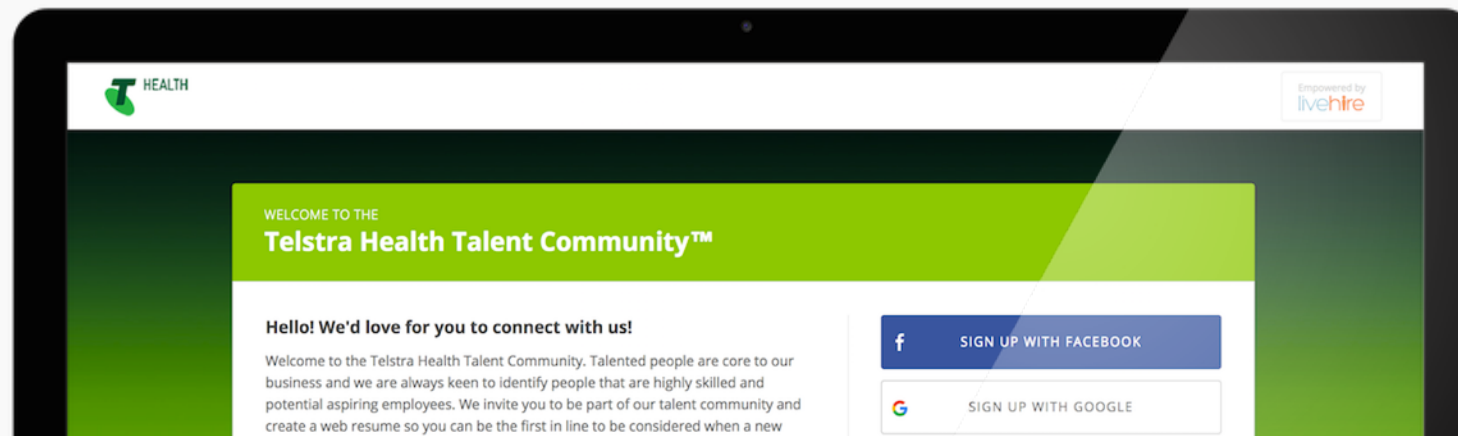 HEALTH
Empowered by
livehire
WELCOME TO THE
Telstra Health Talent Community™
Hello! We'd love for you to connect with us!
Welcome to the Telstra Health Talent Community. Talented people are core to our
business and we are always keen to identify people that are highly skilled and
potential aspiring employees. We invite you to be part of our talent community and
create a web resume so you can be the first in line to be considered when a new
f SIGN UP WITH FACEBOOK
G SIGN UP WITH GOOGLE